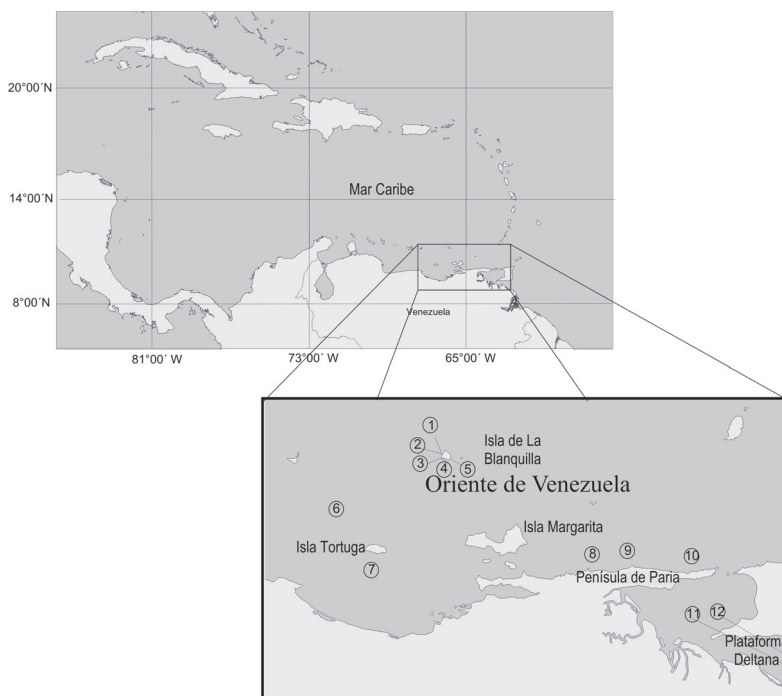 20°00´N
Mar Caribe
14°00´N
8°00´N
Venezuela
81°00´ W
73°00´ W
65°00´ W
1
2
Isla de La
Blanquilla
3
4
5
Oriente de Venezuela
6
Isla Margarita
Isla Tortuga
8
9
10
7
Penísula de Paria
11
12
Plataforma
Deltana